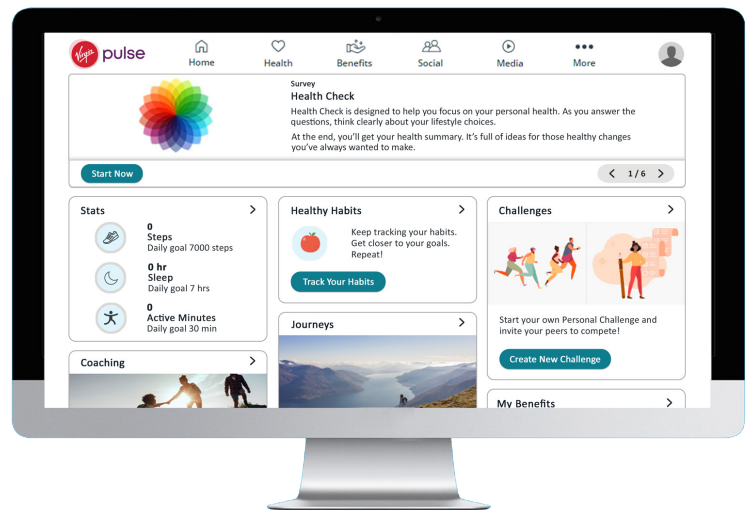 Virgin pulse
Home
Health
Benefits
Social
Media
More
Survey
Health Check
Health Check is designed to help you focus on your personal health. As you answer the
questions, think clearly about your lifestyle choices.
At the end, you'll get your health summary. It's full of ideas for those healthy changes
you've always wanted to make.
Start Now
1 / 6
Stats
0
Steps
Daily goal 7000 steps
0 hr
Sleep
Daily goal 7 hrs
0
Active Minutes
Daily goal 30 min
Coaching
Healthy Habits
Keep tracking your habits.
Get closer to your goals.
Repeat!
Track Your Habits
Journeys
Challenges
Start your own Personal Challenge and
invite your peers to compete!
Create New Challenge
My Benefits